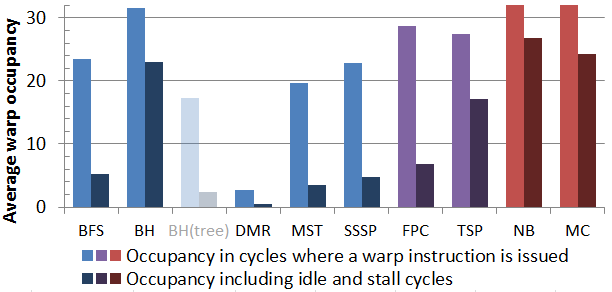 Average warp occupancy
30
20
10
0
BFS BH BH(tree) DMR MST SSSP FPC TSP NB MC
Occupancy in cycles where a warp instruction is issued
Occupancy including idle and stall cycles